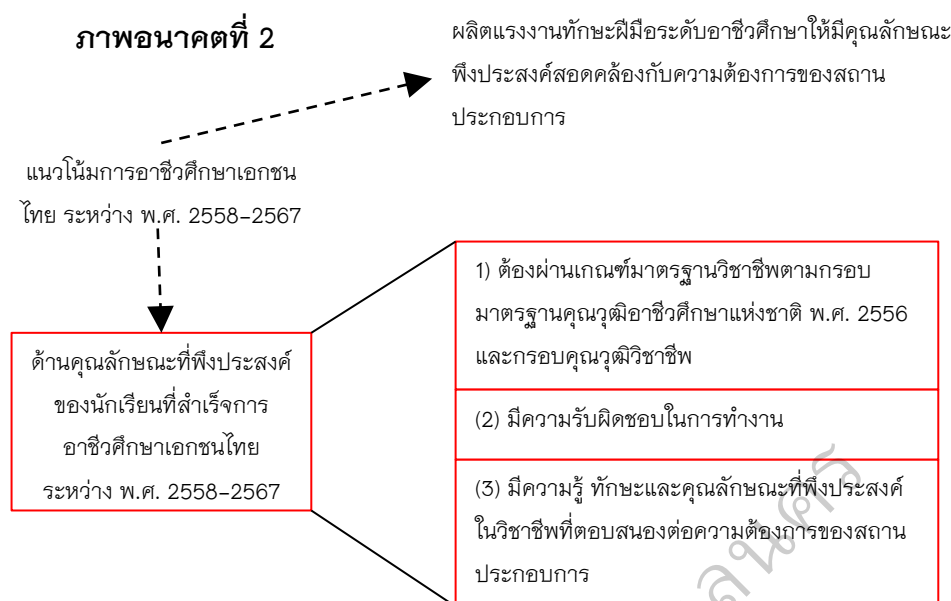 ภาพอนาคตที่ 2
ผลิตแรงงานทักษะฝีมือระดับอาชีวศึกษาให้มีคุณลักษณะ
พึงประสงค์สอดคล้องกับความต้องการของสถาน
ประกอบการ
แนวโน้มการอาชีวศึกษาเอกชน
ไทย ระหว่าง พ.ศ. 2558-2567
ด้านคุณลักษณะที่พึงประสงค์
ของนักเรียนที่สำเร็จการ
อาชีวศึกษาเอกชนไทย
ระหว่าง พ.ศ. 2558-2567
1) ต้องผ่านเกณฑ์มาตรฐานวิชาชีพตามกรอบ
มาตรฐานคุณวุฒิอาชีวศึกษาแห่งชาติ พ.ศ. 2556
และกรอบคุณวุฒิวิชาชีพ
(2) มีความรับผิดชอบในการทำงาน
(3) มีความรู้ ทักษะและคุณลักษณะที่พึงประสงค์
ในวิชาชีพที่ตอบสนองต่อความต้องการของสถาน
ประกอบการ